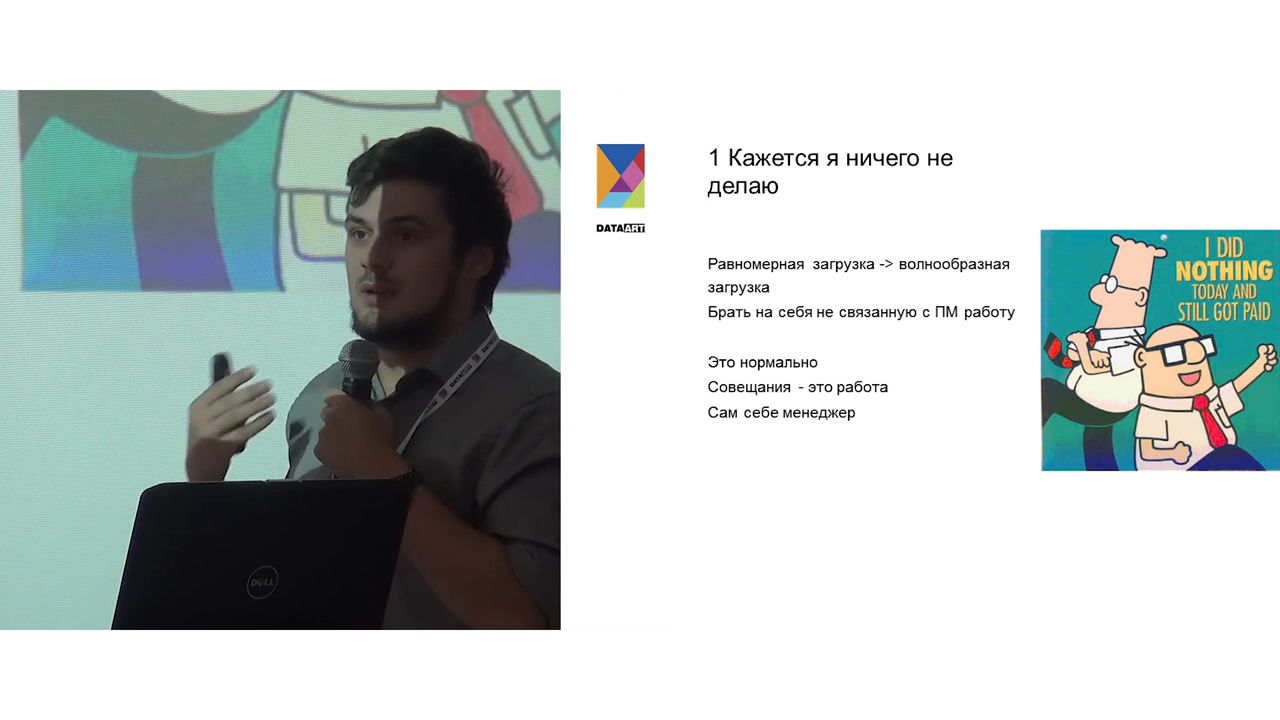 DATAART
1 Кажется я ничего не
делаю
Равномерная загрузка -> волнообразная
загрузка
Брать на себя не связанную с ПМ работу
Это нормально
Совещания - это работа
Сам себе менеджер
I DID
NOTHING
TODAY AND
STILL GOT PAID
DELL